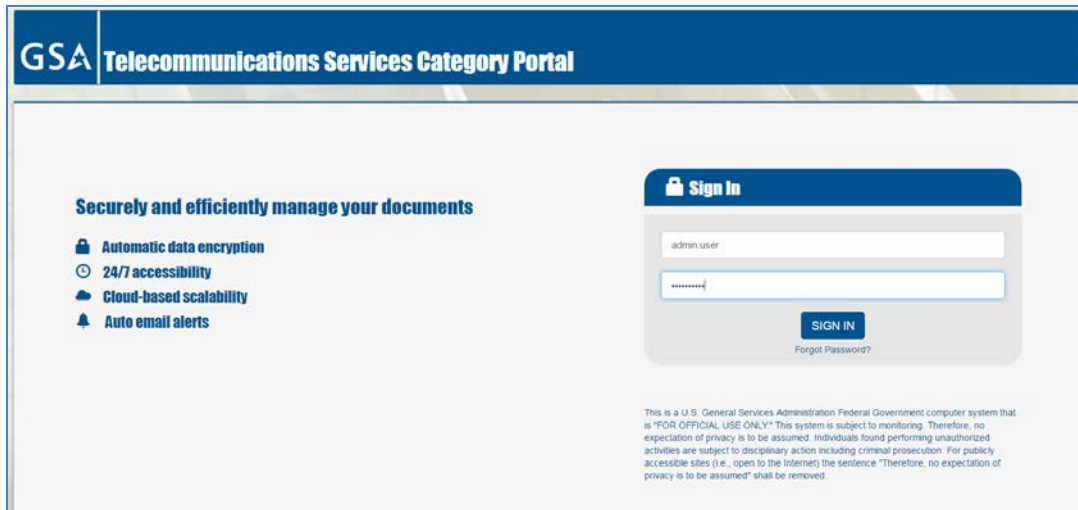 GSA Telecommunications Services Category Portal
Securely and efficiently manage your documents
Automatic data encryption
24/7 accessibility
Cloud-based scalability
Auto email alerts
Sign In
admin.user
••••••••••
SIGN IN
Forgot Password?
This is a U.S. General Services Administration Federal Government computer system that
is "FOR OFFICIAL USE ONLY." This system is subject to monitoring. Therefore, no
expectation of privacy is to be assumed. Individuals found performing unauthorized
activities are subject to disciplinary action including criminal prosecution. For publicly
accessible sites (i.e., open to the Internet) the sentence "Therefore, no expectation of
privacy is to be assumed" shall be removed.